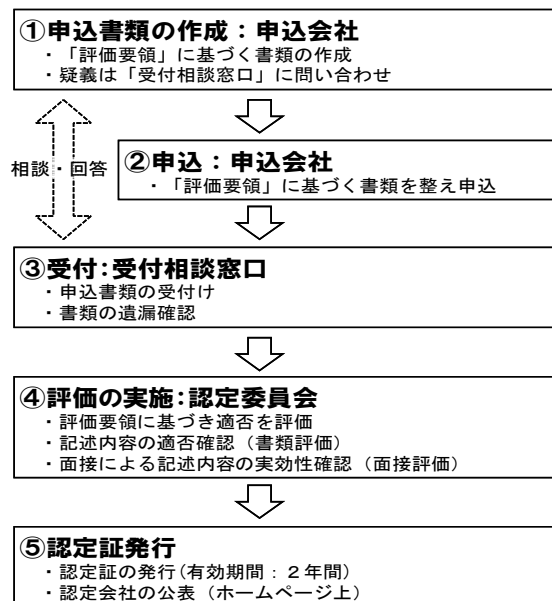 ①申込書類の作成：申込会社
・「評価要領」に基づく書類の作成
・疑義は「受付相談窓口」に問い合わせ
相談・回答
②申込：申込会社
・「評価要領」に基づく書類を整え申込
③受付：受付相談窓口
・申込書類の受付け
・書類の遺漏確認
④評価の実施：認定委員会
・評価要領に基づき適否を評価
・記述内容の適否確認（書類評価）
・面接による記述内容の実効性確認（面接評価）
⑤認定証発行
・認定証の発行(有効期間：２年間)
・認定会社の公表（ホームページ上）